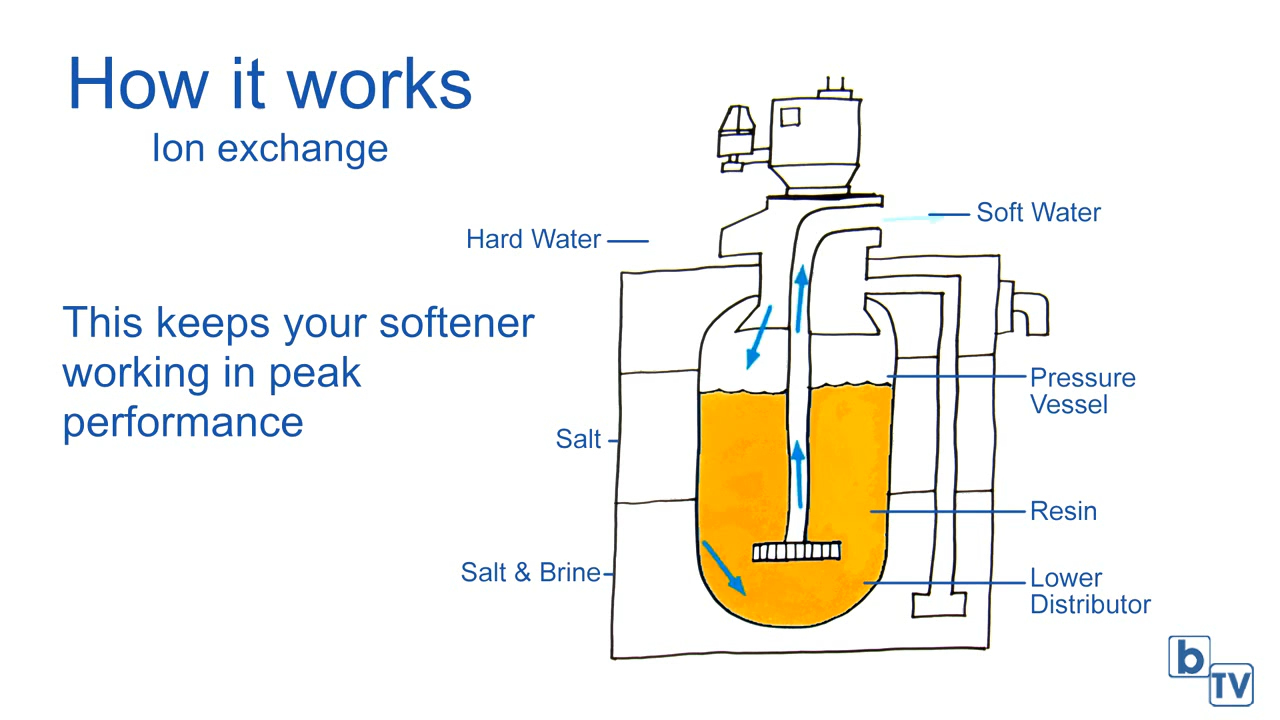 How it works
Ion exchange
Soft Water
Hard Water
This keeps your softener
working in peak
performance
Pressure
Vessel
Salt
Resin
Salt & Brine
Lower
Distributor
b
TV